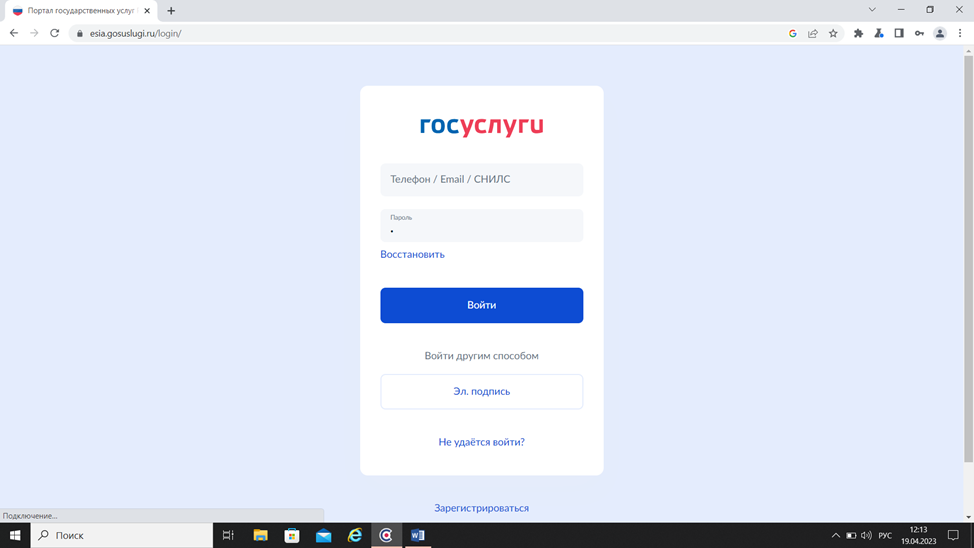 Портал государственных услуг
esia.gosuslugi.ru/login/
госуслуги
Телефон / Email / СНИЛС
Пароль
•
Восстановить
Войти
Войти другим способом
Эл. подпись
Не удаётся войти?
Зарегистрироваться
Подключение...
Поиск
РУС
12:13
19.04.2023